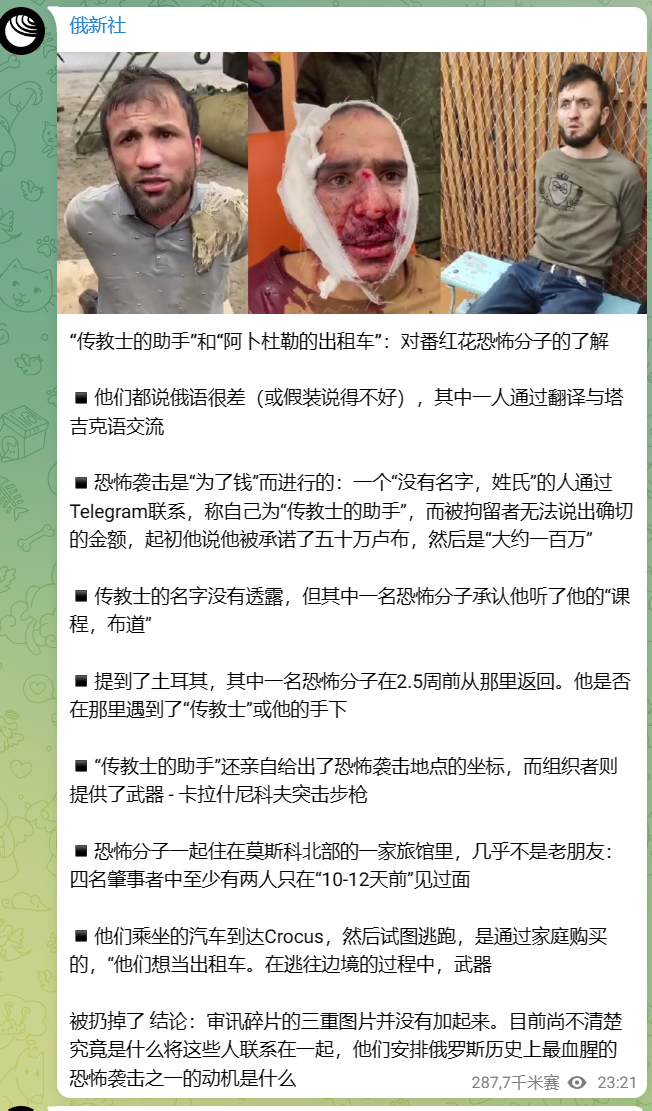 俄新社
“传教士的助手”和“阿卜杜勒的出租车”：对番红花恐怖分子的了解
◾ 他们都说俄语很差（或假装说得不好），其中一人通过翻译与塔
吉克语交流
◾ 恐怖袭击是“为了钱”而进行的：一个“没有名字，姓氏”的人通过
Telegram联系，称自己为“传教士的助手”，而被拘留者无法说出确切
的金额，起初他说他被承诺了五十万卢布，然后是“大约一百万”
◾ 传教士的名字没有透露，但其中一名恐怖分子承认他听了他的“课
程，布道”
◾ 提到了土耳其，其中一名恐怖分子在2.5周前从那里返回。他是否
在那里遇到了“传教士”或他的手下
◾ “传教士的助手”还亲自给出了恐怖袭击地点的坐标，而组织者则
提供了武器 - 卡拉什尼科夫突击步枪
◾ 恐怖分子一起住在莫斯科北部的一家旅馆里，几乎不是老朋友：
四名肇事者中至少有两人只在“10-12天前”见过面
◾ 他们乘坐的汽车到达Crocus，然后试图逃跑，是通过家庭购买
的，“他们想当出租车。在逃往边境的过程中，武器
被扔掉了 结论：审讯碎片的三重图片并没有加起来。目前尚不清楚
究竟是什么将这些人联系在一起，他们安排俄罗斯历史上最血腥的
恐怖袭击之一的动机是什么
287,7千米赛 23:21